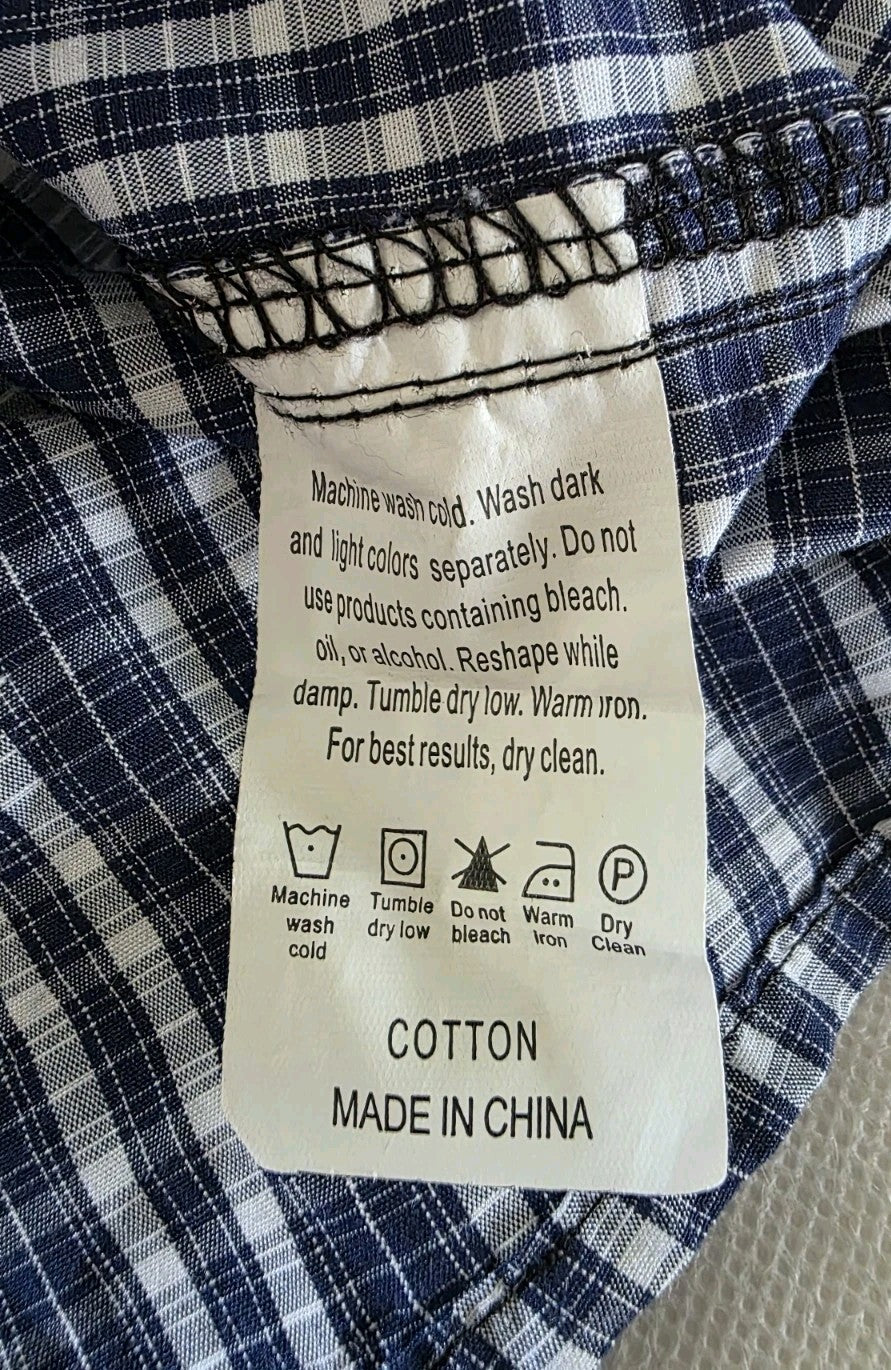 Machine wash cold. Wash dark
and light colors separately. Do not
use products containing bleach.
oil, or alcohol. Reshape while
damp. Tumble dry low. Warm iron.
For best results, dry clean.
P
Machine wash cold
Tumble dry low
Do not bleach
Warm Iron
Dry Clean
COTTON
MADE IN CHINA